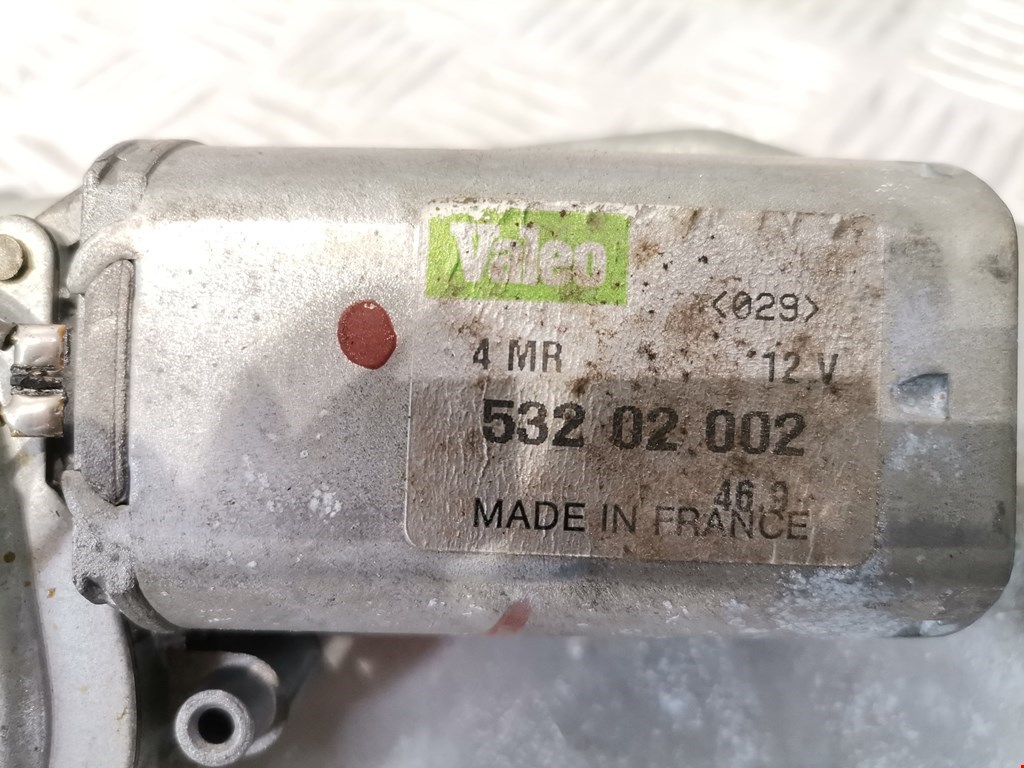 Valeo
<029>
4 MR 12 V
532 02 002
46 9
MADE IN FRANCE